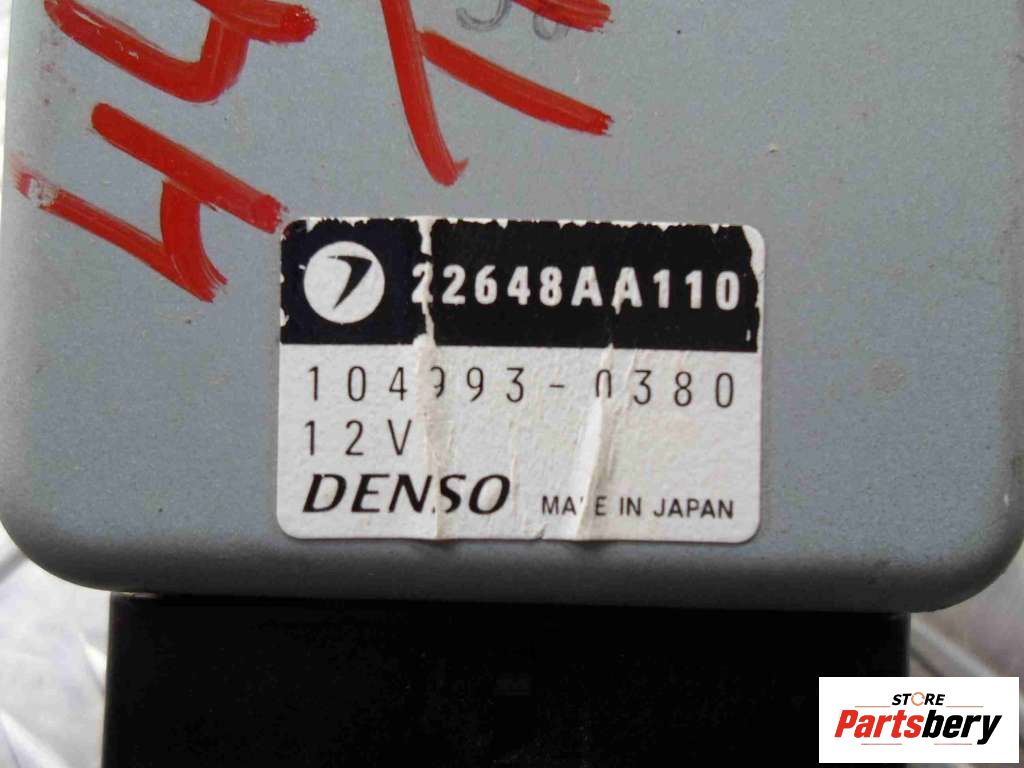 22648AA110
104993-0380
12V
DENSO MADE IN JAPAN
STORE
Partsbery